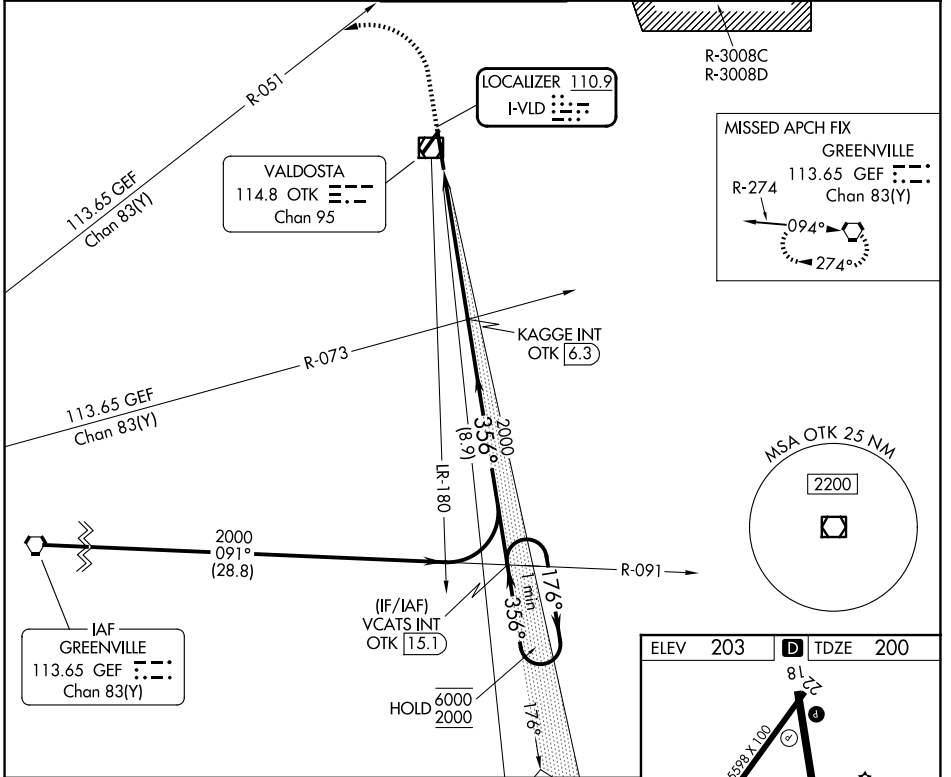 R-3008C
R-3008D
R-051
LOCALIZER 110.9
I-VLD
MISSED APCH FIX
GREENVILLE
113.65 GEF
Chan 83(Y)
R-274
094°
274°
VALDOSTA
114.8 OTK
Chan 95
113.65 GEF
Chan 83(Y)
KAGGE INT
OTK 6.3
R-073
113.65 GEF
Chan 83(Y)
2000
356°
(8.9)
LR-180
MSA OTK 25 NM
2200
2000
091°
(28.8)
R-091
176°
1 min
356°
(IF/IAF)
VCATS INT
OTK 15.1
IAF
GREENVILLE
113.65 GEF
Chan 83(Y)
HOLD 6000
2000
176°
ELEV 203 D TDZE 200
22
18
P
5598 X 100